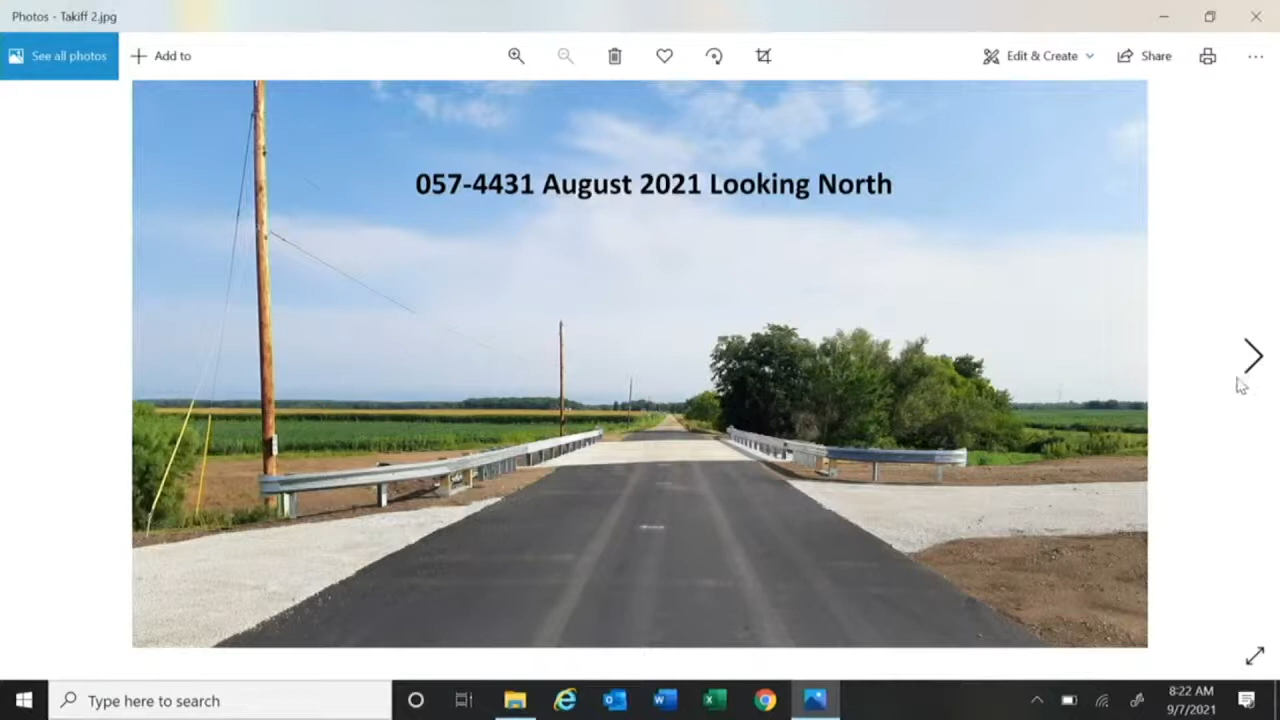 Photos - Takiff 2.jpg
See all photos
Add to
Edit & Create
Share
057-4431 August 2021 Looking North
Type here to search
8:22 AM
9/7/2021